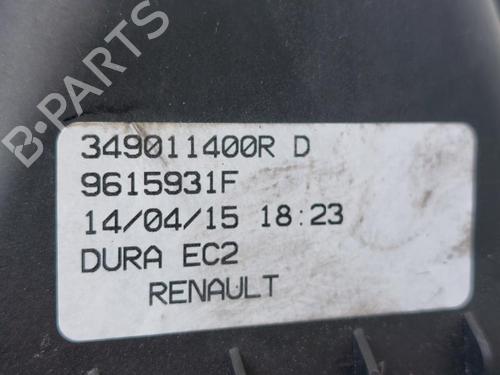 B-PARTS
349011400R D
9615931F
14/04/15 18:23
DURA EC2
RENAULT